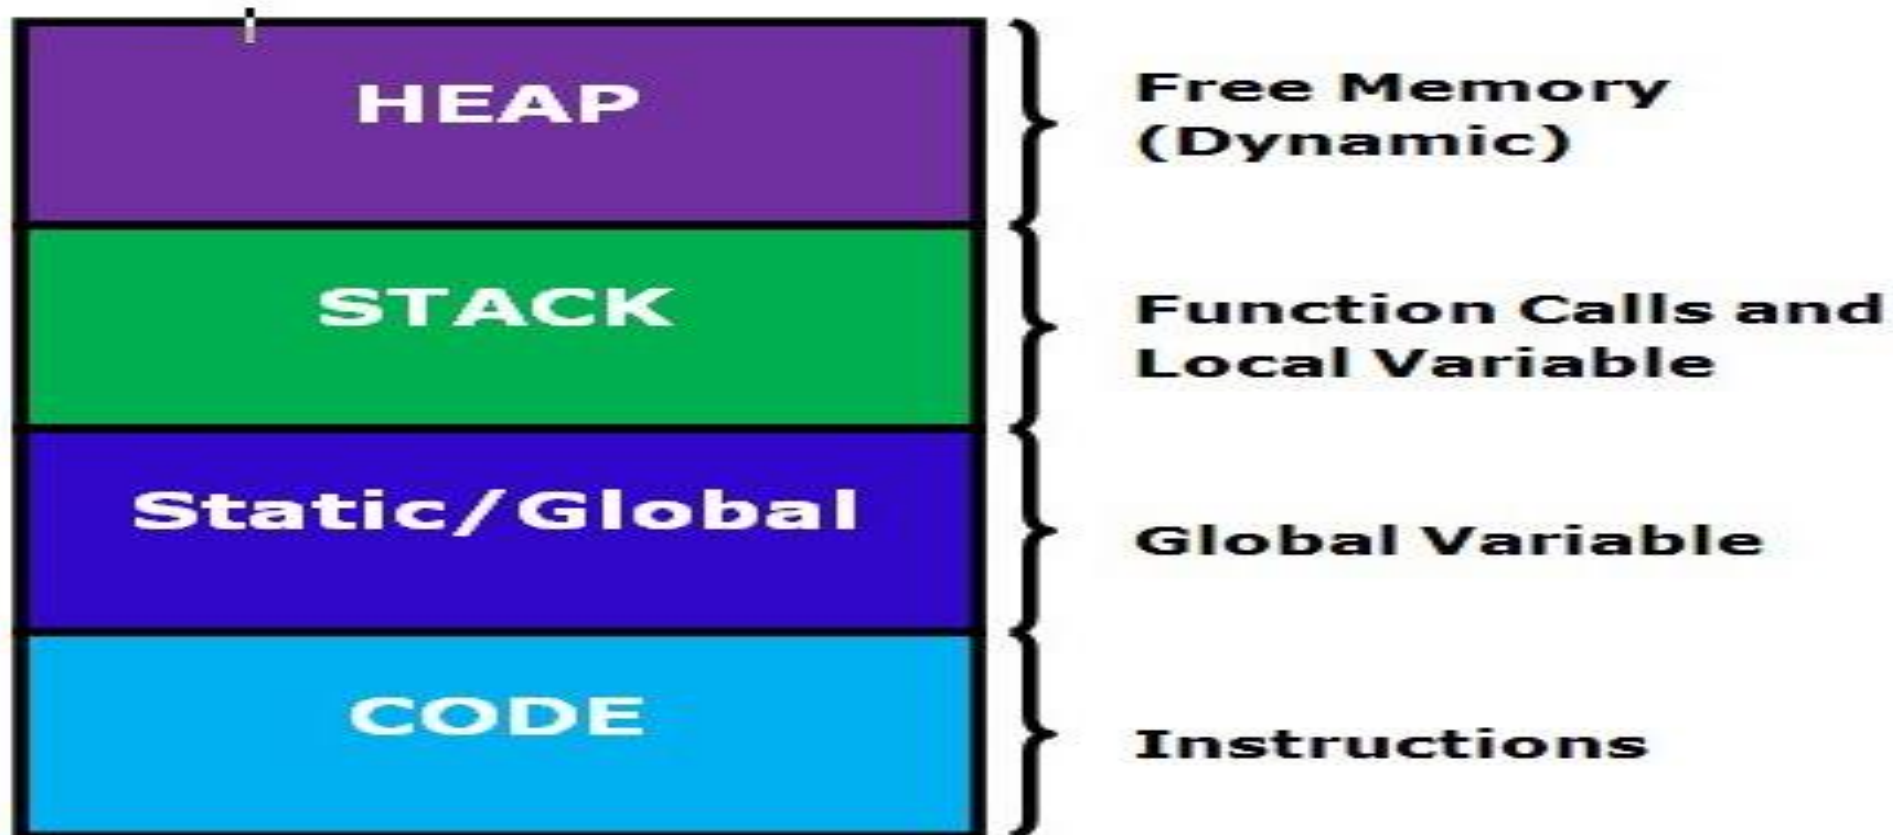 HEAP
Free Memory
(Dynamic)
STACK
Function Calls and
Local Variable
Static/Global
Global Variable
CODE
Instructions